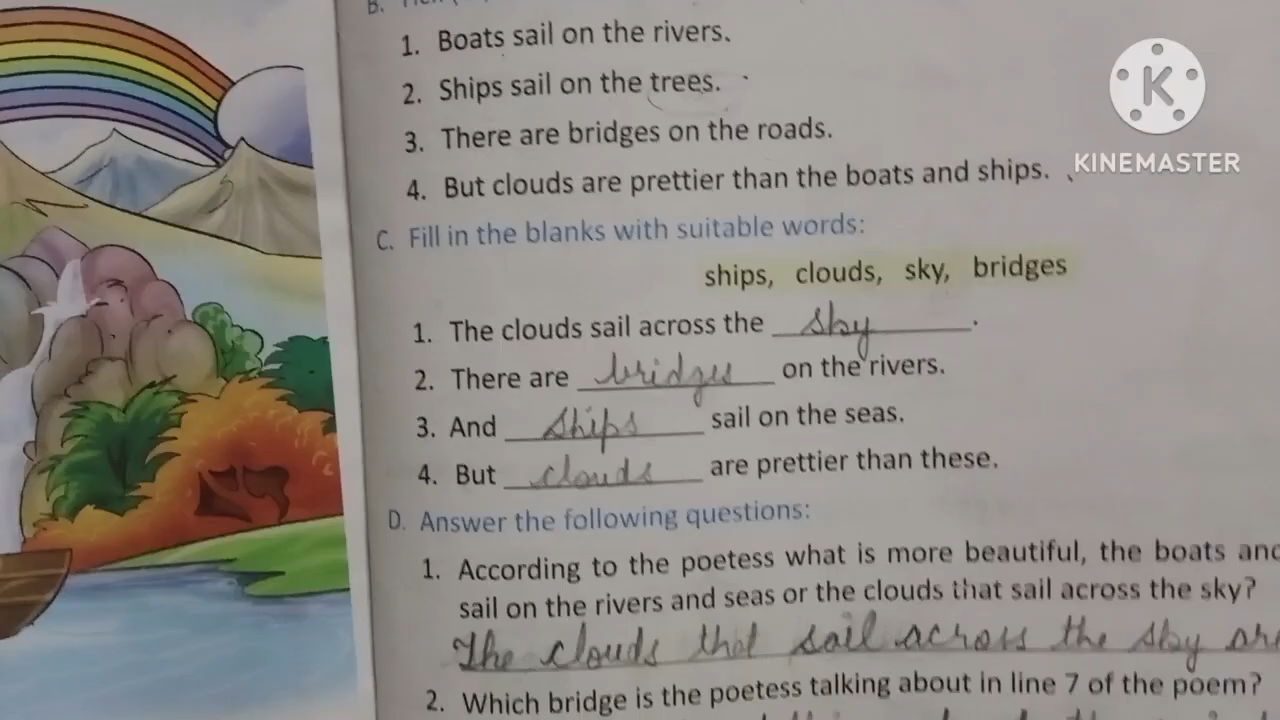 B.
1. Boats sail on the rivers.
2. Ships sail on the trees.
3. There are bridges on the roads.
4. But clouds are prettier than the boats and ships.
KINEMASTER
C. Fill in the blanks with suitable words:
ships, clouds, sky, bridges
1. The clouds sail across the sky.
2. There are bridges on the rivers.
3. And ships sail on the seas.
4. But clouds are prettier than these.
D. Answer the following questions:
1. According to the poetess what is more beautiful, the boats and
sail on the rivers and seas or the clouds that sail across the sky?
The clouds that sail across the sky are
2. Which bridge is the poetess talking about in line 7 of the poem?